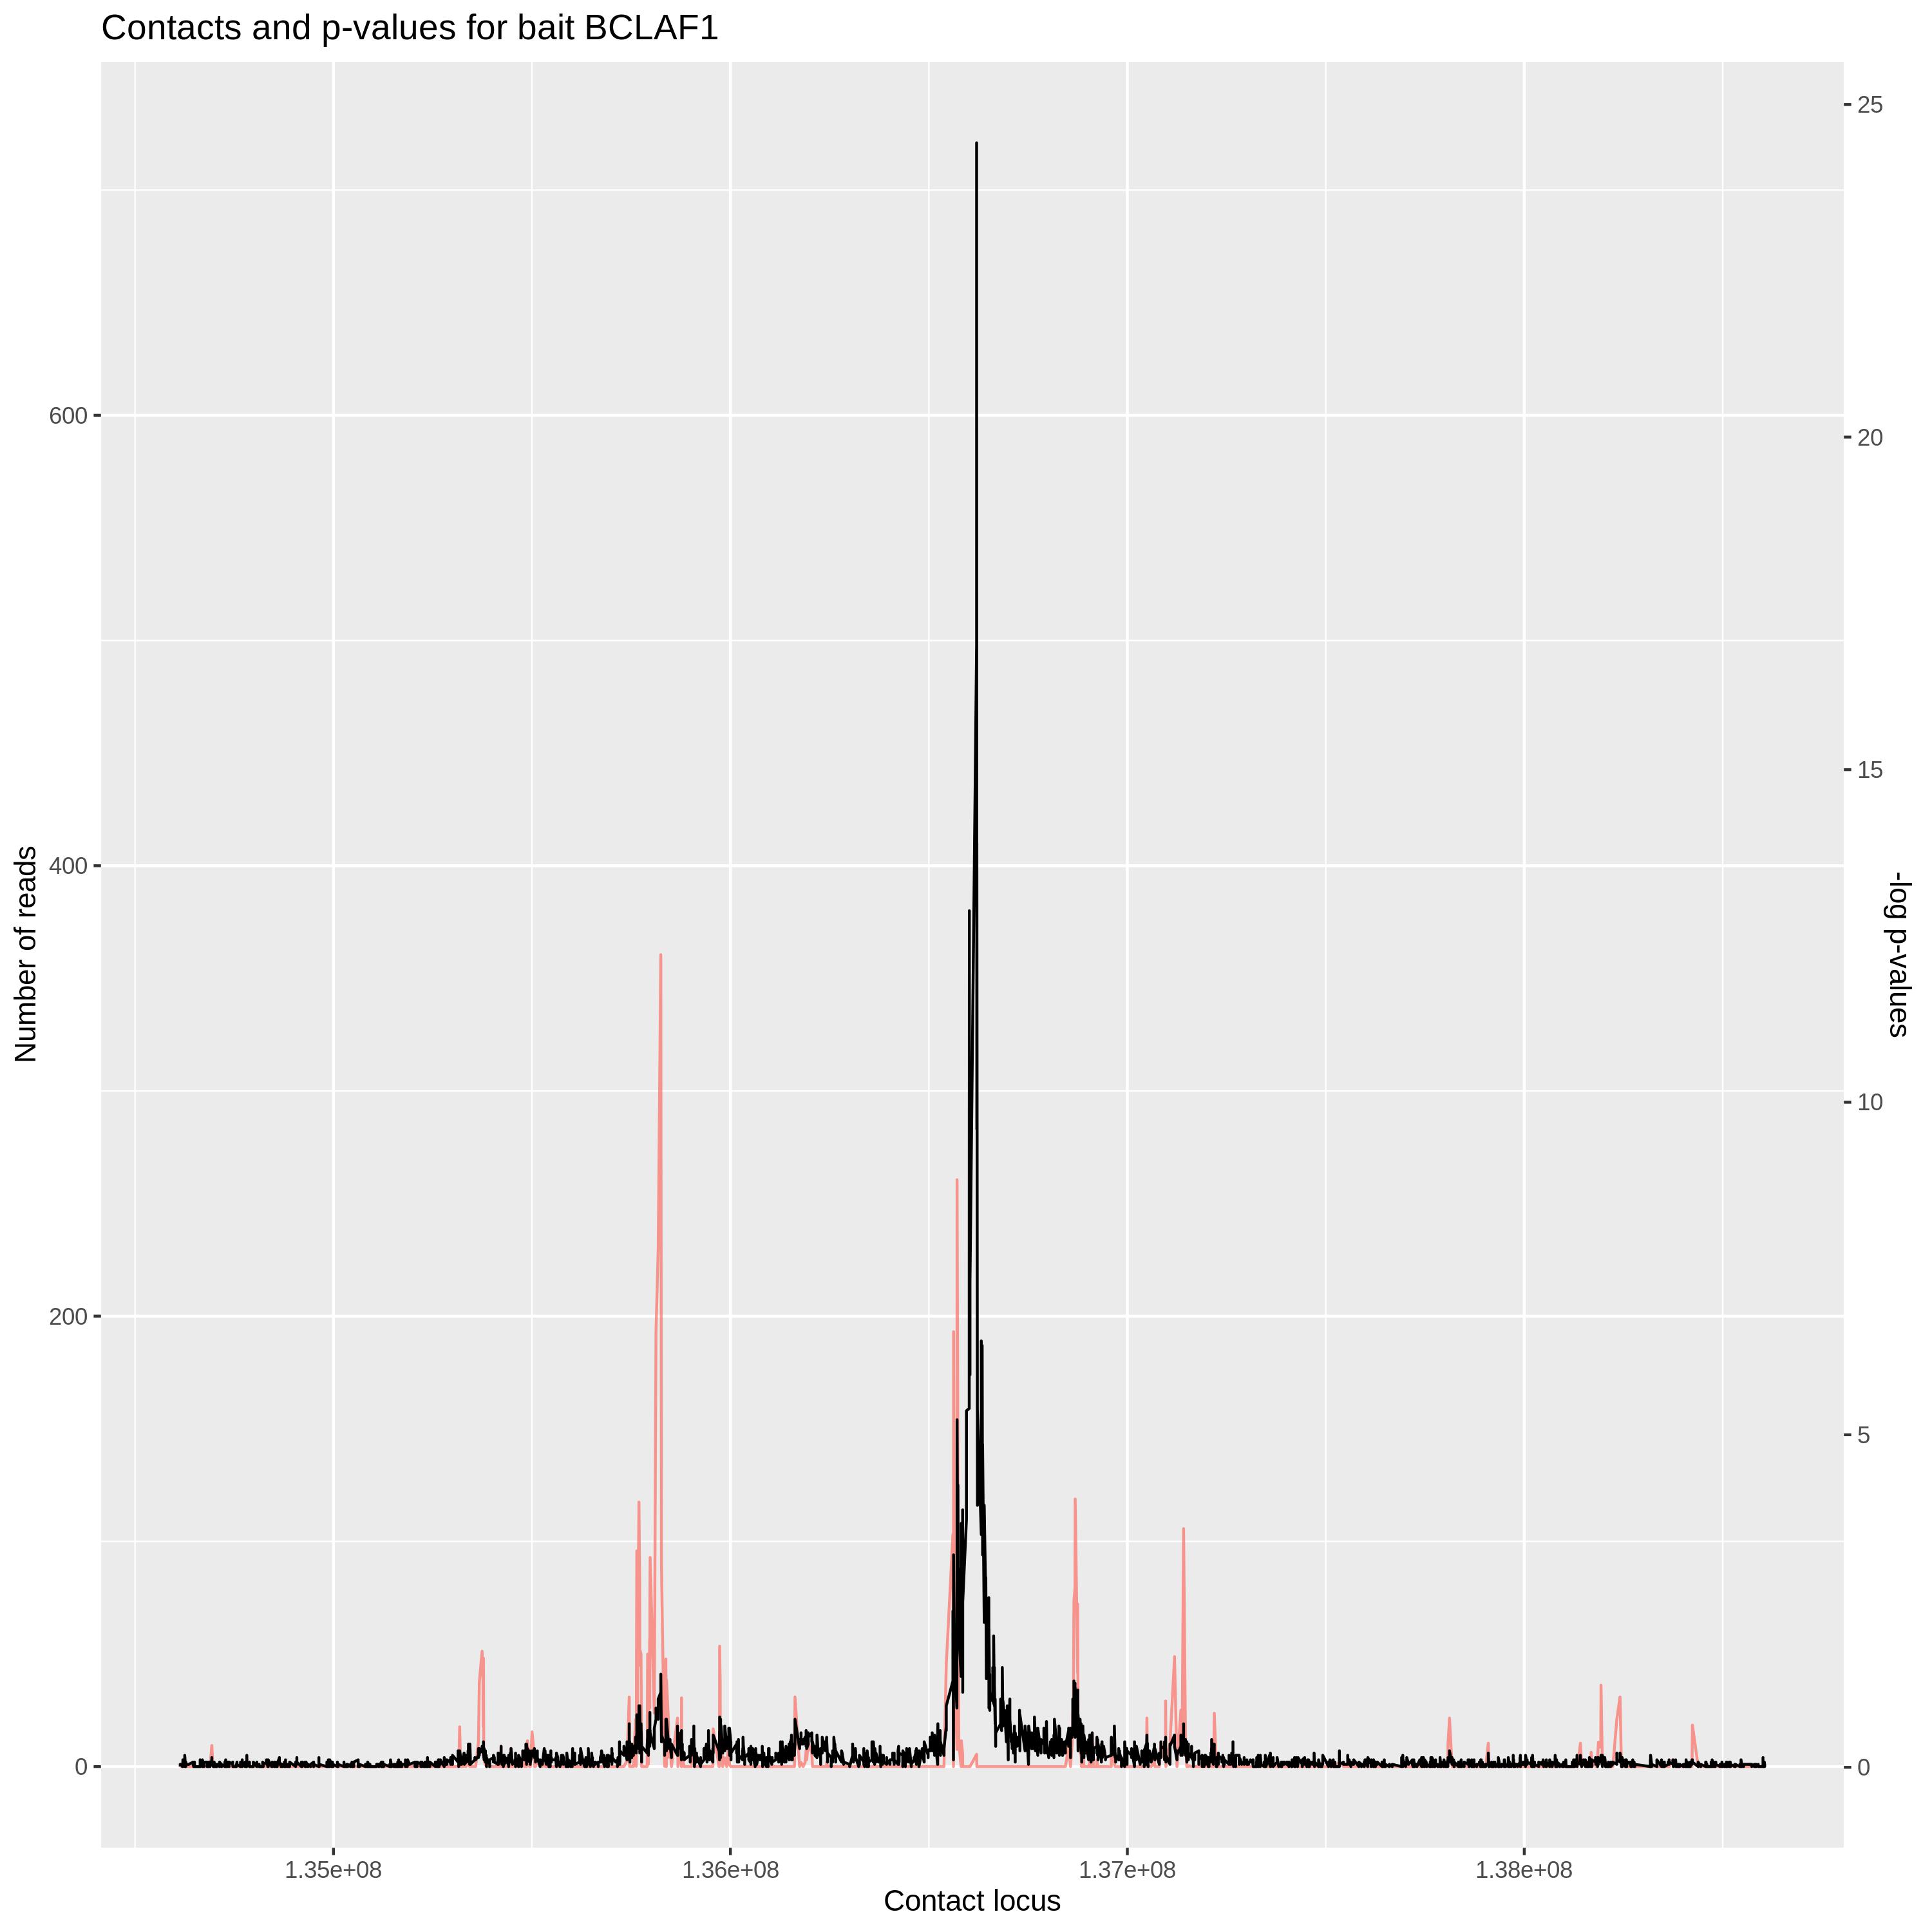 Contacts and p-values for bait BCLAF1
Number of reads
600
400
200
0
25
20
15
10
5
0
-log p-values
1.35e+08
1.36e+08
1.37e+08
1.38e+08
Contact locus